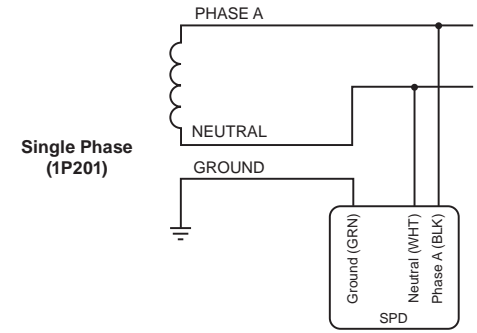 PHASE A
NEUTRAL
Single Phase
(1P201)
GROUND
Ground (GRN)
Neutral (WHT)
Phase A (BLK)
SPD